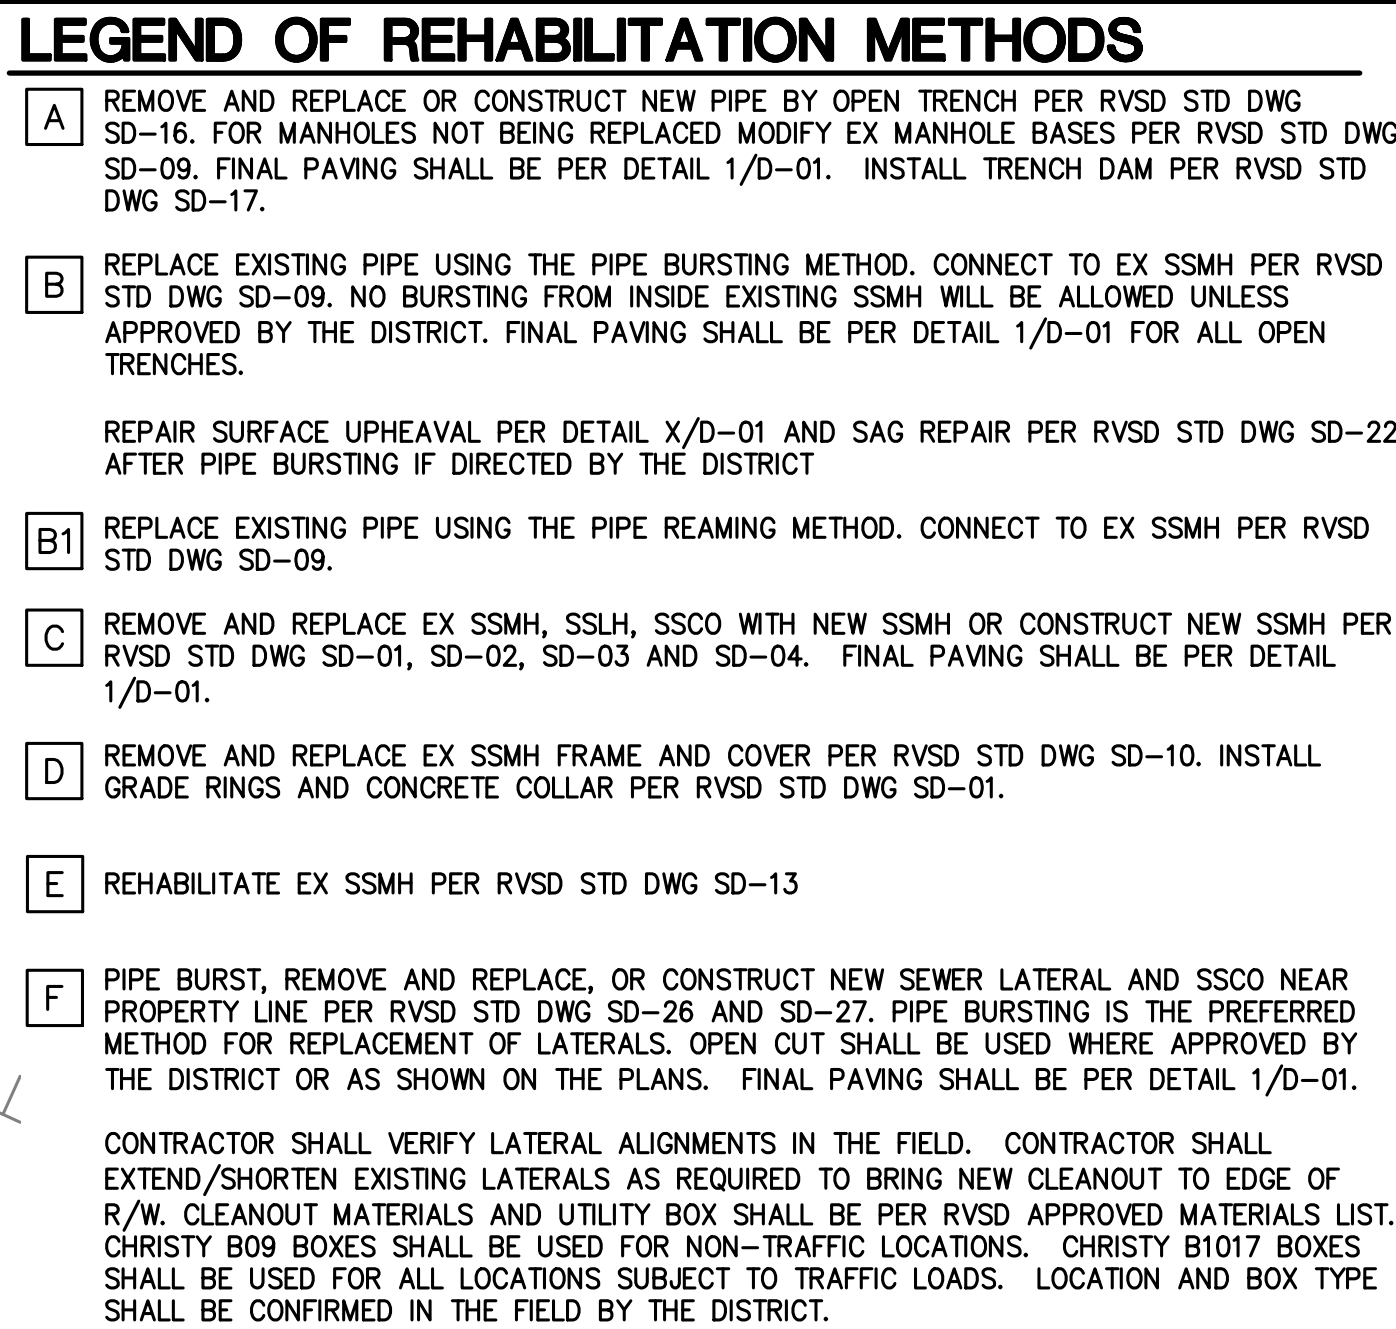 LEGEND OF REHABILITATION METHODS
A REMOVE AND REPLACE OR CONSTRUCT NEW PIPE BY OPEN TRENCH PER RVSD STD DWG
SD-16. FOR MANHOLES NOT BEING REPLACED MODIFY EX MANHOLE BASES PER RVSD STD DWG
SD-09. FINAL PAVING SHALL BE PER DETAIL 1/D-01. INSTALL TRENCH DAM PER RVSD STD
DWG SD-17.
B REPLACE EXISTING PIPE USING THE PIPE BURSTING METHOD. CONNECT TO EX SSMH PER RVSD
STD DWG SD-09. NO BURSTING FROM INSIDE EXISTING SSMH WILL BE ALLOWED UNLESS
APPROVED BY THE DISTRICT. FINAL PAVING SHALL BE PER DETAIL 1/D-01 FOR ALL OPEN
TRENCHES.
REPAIR SURFACE UPHEAVAL PER DETAIL X/D-01 AND SAG REPAIR PER RVSD STD DWG SD-22
AFTER PIPE BURSTING IF DIRECTED BY THE DISTRICT
B1 REPLACE EXISTING PIPE USING THE PIPE REAMING METHOD. CONNECT TO EX SSMH PER RVSD
STD DWG SD-09.
C REMOVE AND REPLACE EX SSMH, SSLH, SSCO WITH NEW SSMH OR CONSTRUCT NEW SSMH PER
RVSD STD DWG SD-01, SD-02, SD-03 AND SD-04. FINAL PAVING SHALL BE PER DETAIL
1/D-01.
D REMOVE AND REPLACE EX SSMH FRAME AND COVER PER RVSD STD DWG SD-10. INSTALL
GRADE RINGS AND CONCRETE COLLAR PER RVSD STD DWG SD-01.
E REHABILITATE EX SSMH PER RVSD STD DWG SD-13
F PIPE BURST, REMOVE AND REPLACE, OR CONSTRUCT NEW SEWER LATERAL AND SSCO NEAR
PROPERTY LINE PER RVSD STD DWG SD-26 AND SD-27. PIPE BURSTING IS THE PREFERRED
METHOD FOR REPLACEMENT OF LATERALS. OPEN CUT SHALL BE USED WHERE APPROVED BY
THE DISTRICT OR AS SHOWN ON THE PLANS. FINAL PAVING SHALL BE PER DETAIL 1/D-01.
CONTRACTOR SHALL VERIFY LATERAL ALIGNMENTS IN THE FIELD. CONTRACTOR SHALL
EXTEND/SHORTEN EXISTING LATERALS AS REQUIRED TO BRING NEW CLEANOUT TO EDGE OF
R/W. CLEANOUT MATERIALS AND UTILITY BOX SHALL BE PER RVSD APPROVED MATERIALS LIST.
CHRISTY B09 BOXES SHALL BE USED FOR NON-TRAFFIC LOCATIONS. CHRISTY B1017 BOXES
SHALL BE USED FOR ALL LOCATIONS SUBJECT TO TRAFFIC LOADS. LOCATION AND BOX TYPE
SHALL BE CONFIRMED IN THE FIELD BY THE DISTRICT.